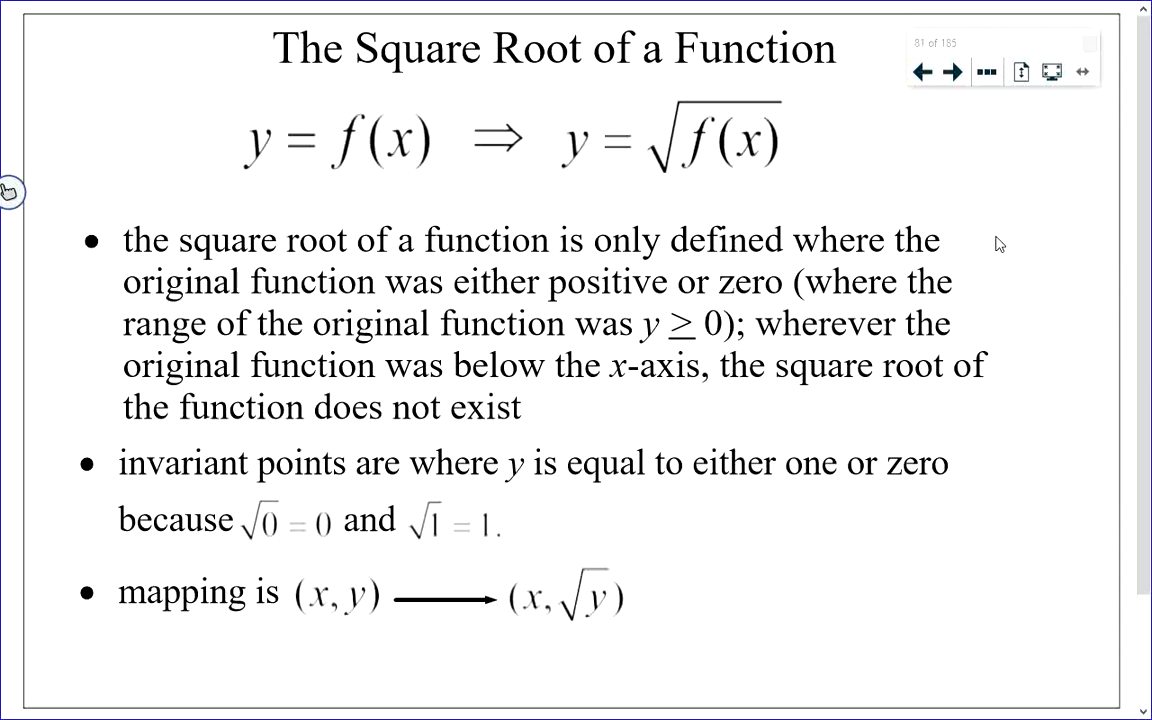 The Square Root of a Function
81 of 185
y = f(x) ⇒ y = √f(x)
• the square root of a function is only defined where the
original function was either positive or zero (where the
range of the original function was y ≥ 0); wherever the
original function was below the x-axis, the square root of
the function does not exist
• invariant points are where y is equal to either one or zero
because √0 = 0 and √1 = 1.
• mapping is (x, y) ⟶ (x, √y)